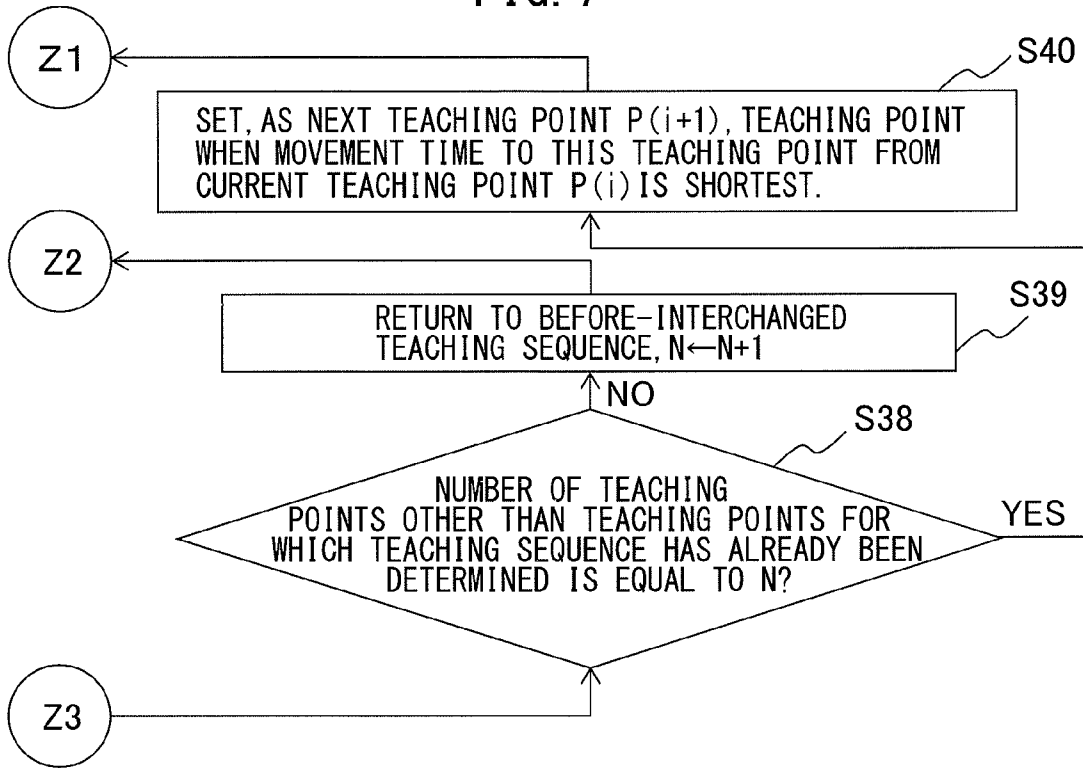 FIG. 7
Z1
S40
SET, AS NEXT TEACHING POINT P(i+1), TEACHING POINT
WHEN MOVEMENT TIME TO THIS TEACHING POINT FROM
CURRENT TEACHING POINT P(i) IS SHORTEST.
Z2
S39
RETURN TO BEFORE-INTERCHANGED
TEACHING SEQUENCE, N←N+1
NO
S38
NUMBER OF TEACHING
POINTS OTHER THAN TEACHING POINTS FOR
WHICH TEACHING SEQUENCE HAS ALREADY BEEN
DETERMINED IS EQUAL TO N?
YES
Z3